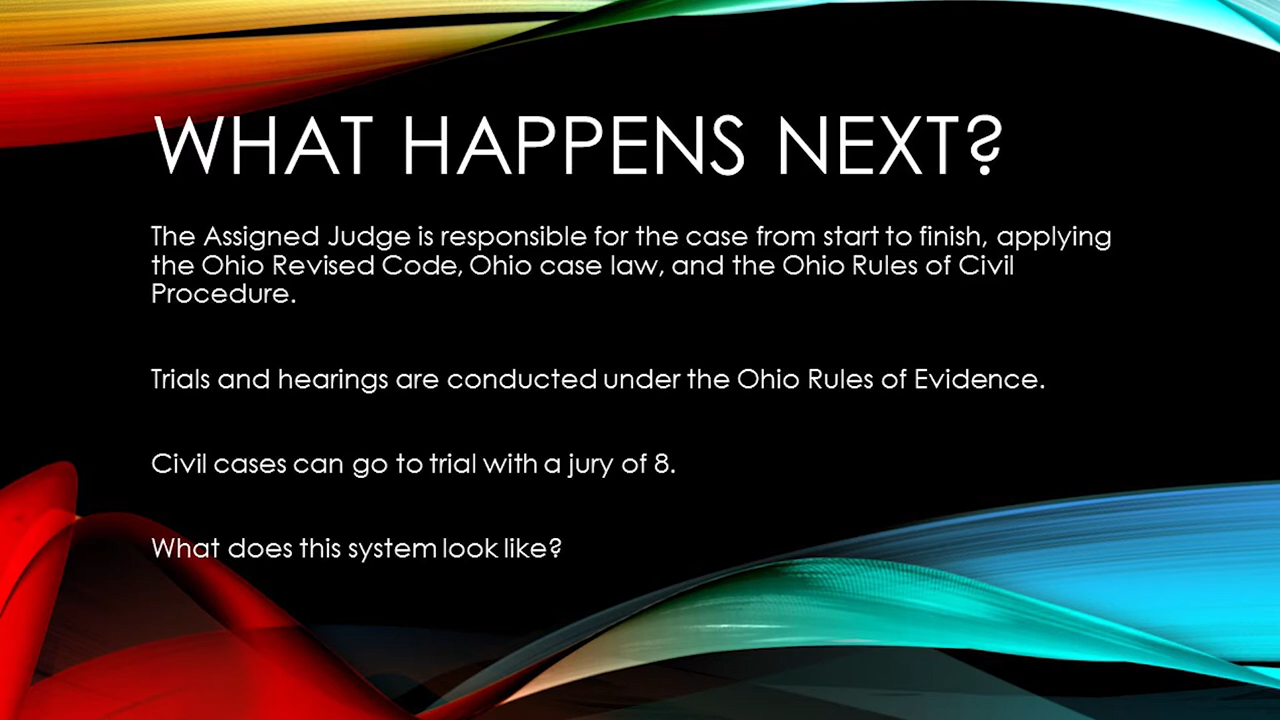 WHAT HAPPENS NEXT?
The Assigned Judge is responsible for the case from start to finish, applying
the Ohio Revised Code, Ohio case law, and the Ohio Rules of Civil
Procedure.
Trials and hearings are conducted under the Ohio Rules of Evidence.
Civil cases can go to trial with a jury of 8.
What does this system look like?